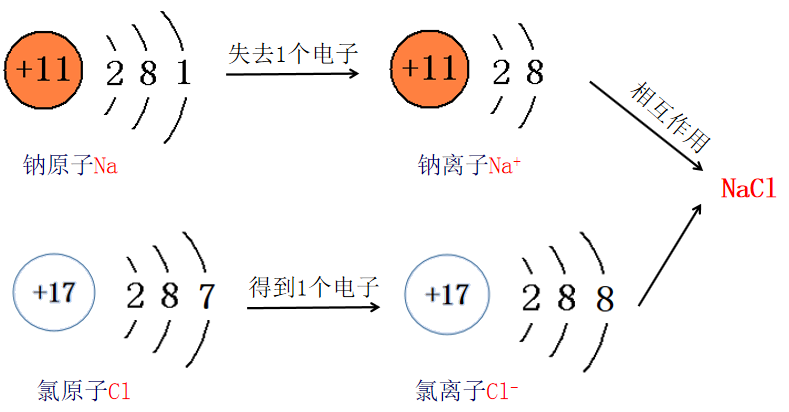 +11 2 8 1 失去1个电子 +11 2 8
相互作用
钠原子Na 钠离子Na⁺
NaCl
+17 2 8 7 得到1个电子 +17 2 8 8
氯原子Cl 氯离子Cl⁻